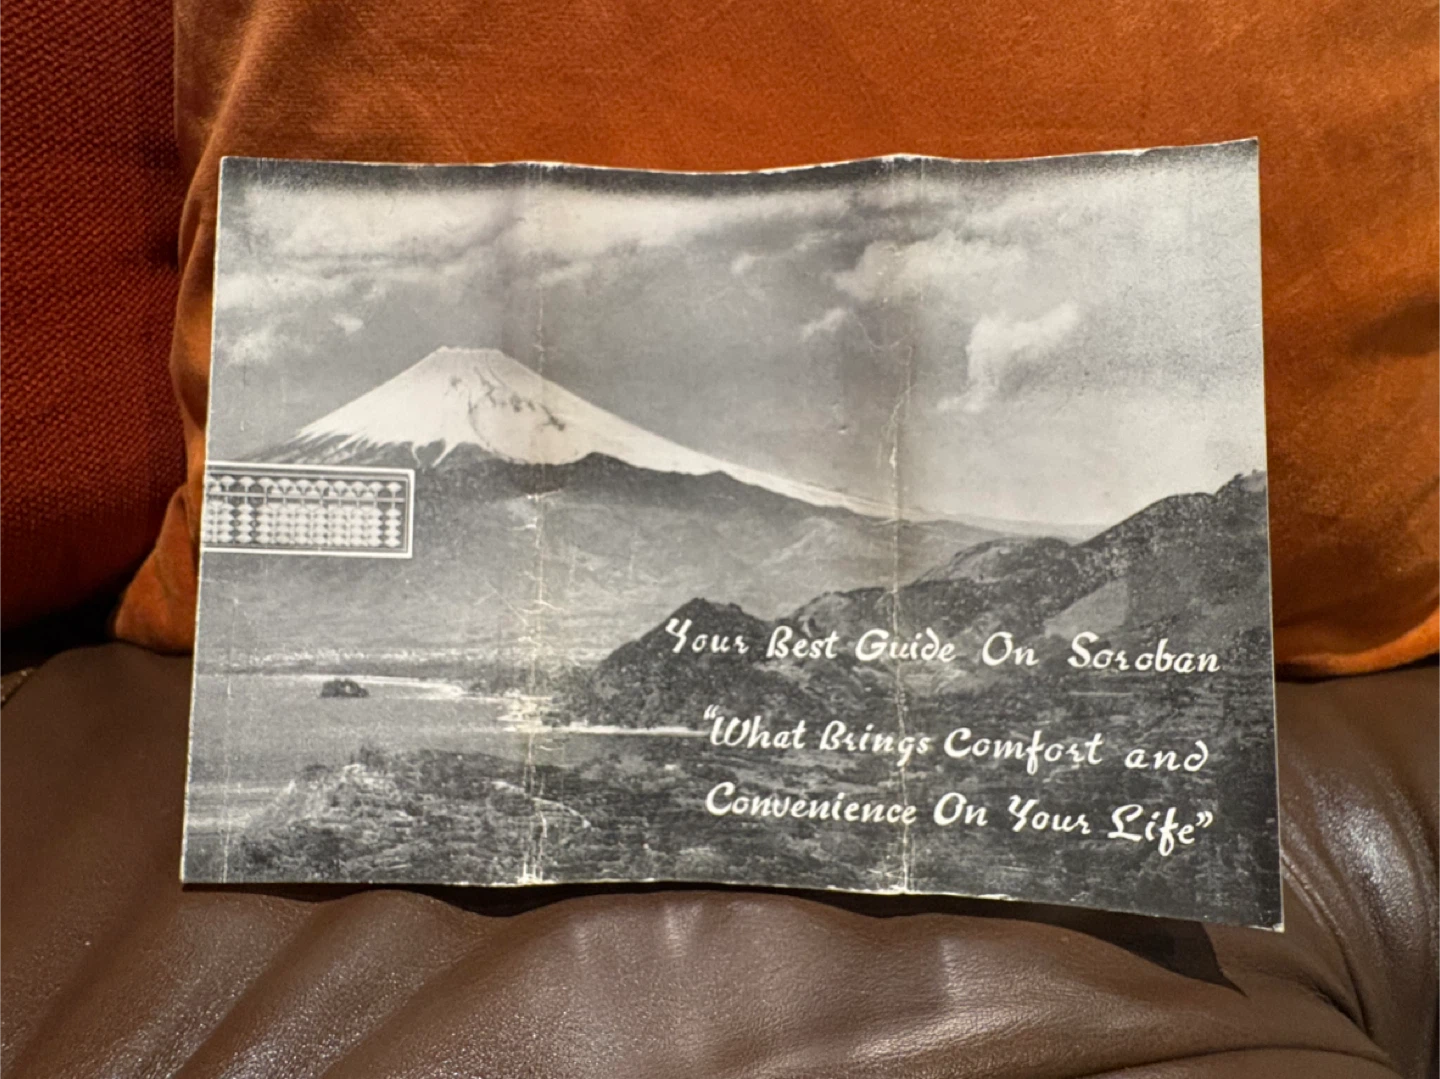 Your Best Guide On Soroban
"What Brings Comfort and
Convenience On Your Life"